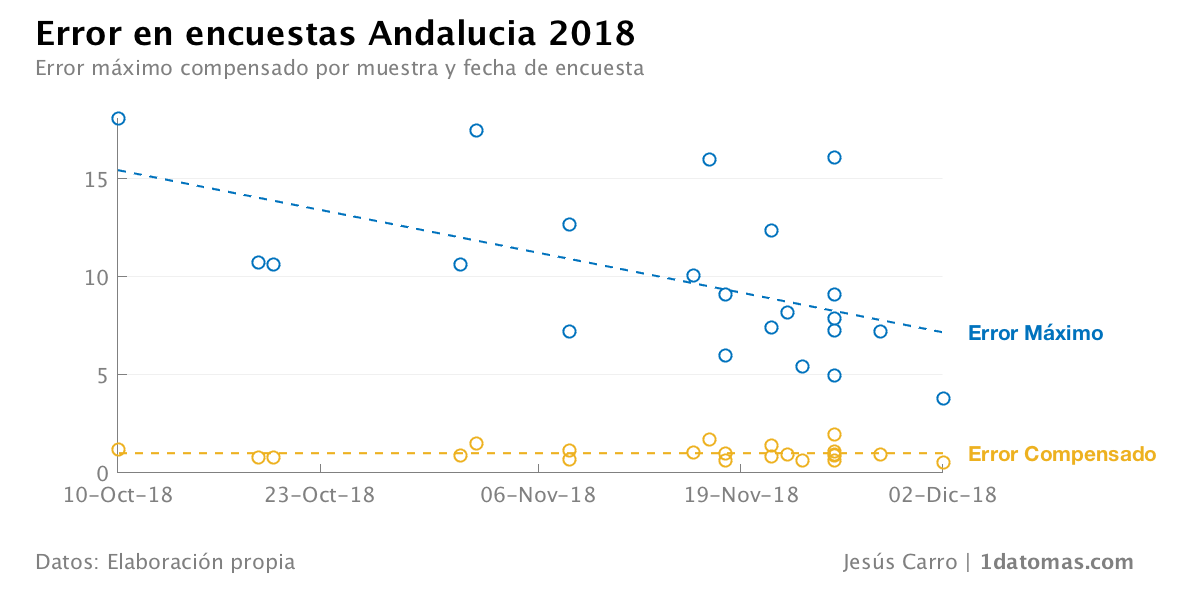 Error en encuestas Andalucia 2018
Error máximo compensado por muestra y fecha de encuesta
15
10
5
0
10-Oct-18 23-Oct-18 06-Nov-18 19-Nov-18 02-Dic-18
Error Máximo
Error Compensado
Datos: Elaboración propia
Jesús Carro | 1datomas.com